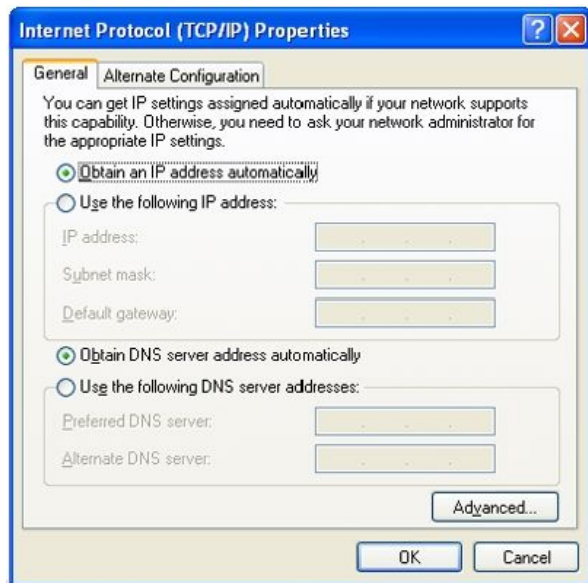 Internet Protocol (TCP/IP) Properties
General
Alternate Configuration
You can get IP settings assigned automatically if your network supports
this capability. Otherwise, you need to ask your network administrator for
the appropriate IP settings.
Obtain an IP address automatically
Use the following IP address:
IP address:
Subnet mask:
Default gateway:
Obtain DNS server address automatically
Use the following DNS server addresses:
Preferred DNS server:
Alternate DNS server:
Advanced...
OK
Cancel